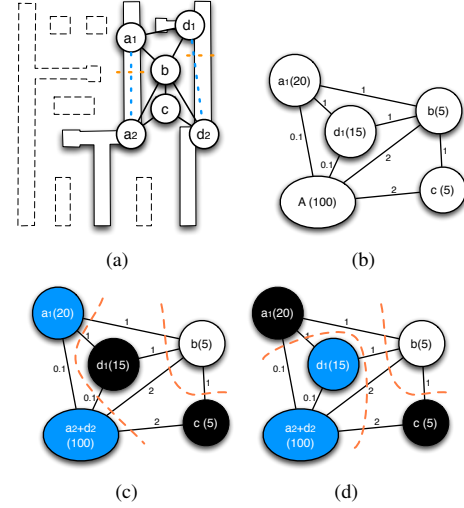 a1
d1
b
c
a2
d2
(a)
a1(20)
1
b(5)
1
d1(15)
1
0.1
0.1
2
1
A (100)
2
c (5)
(b)
a1(20)
1
1
b(5)
d1(15)
1
0.1
0.1
2
1
a2+d2
(100)
2
c (5)
(c)
a1(20)
1
1
b(5)
d1(15)
1
0.1
0.1
2
1
a2+d2
(100)
2
c (5)
(d)